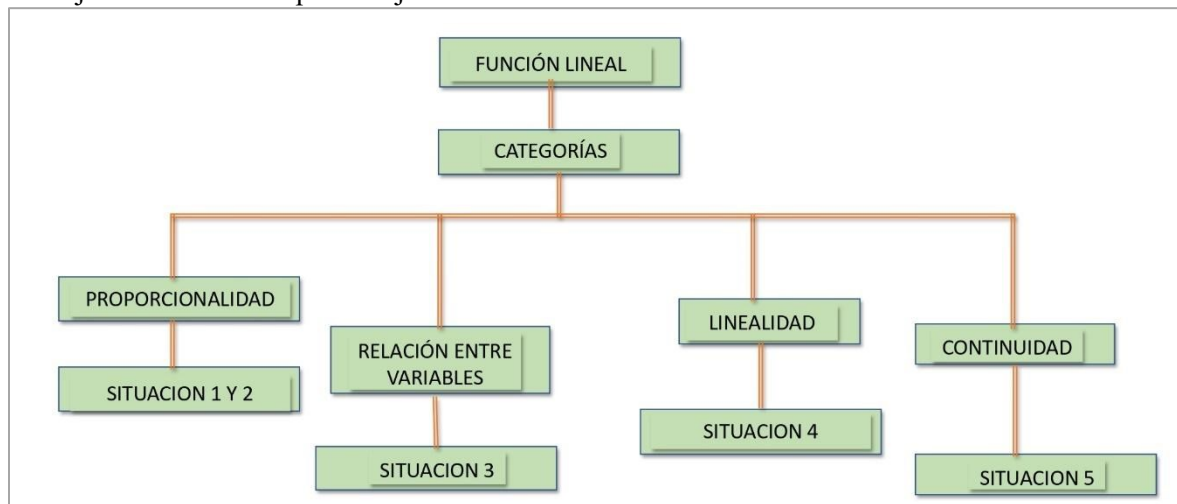 FUNCIÓN LINEAL
CATEGORÍAS
PROPORCIONALIDAD
SITUACION 1 Y 2
RELACIÓN ENTRE
VARIABLES
SITUACION 3
LINEALIDAD
SITUACION 4
CONTINUIDAD
SITUACION 5